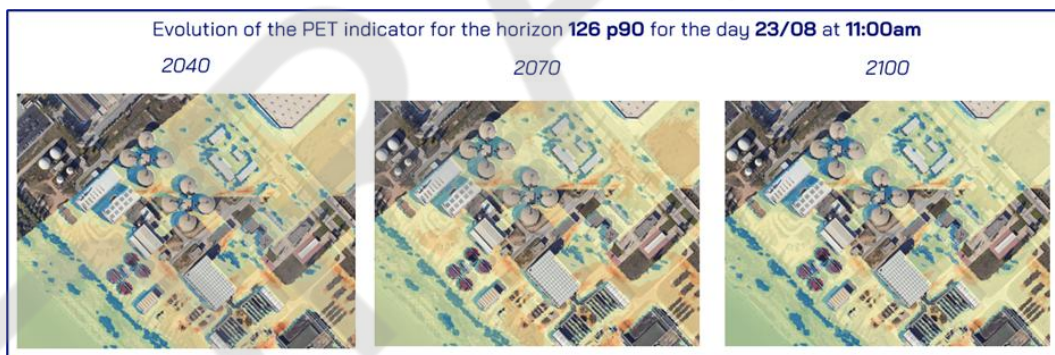 Evolution of the PET indicator for the horizon 126 p90 for the day 23/08 at 11:00am
2040
2070
2100